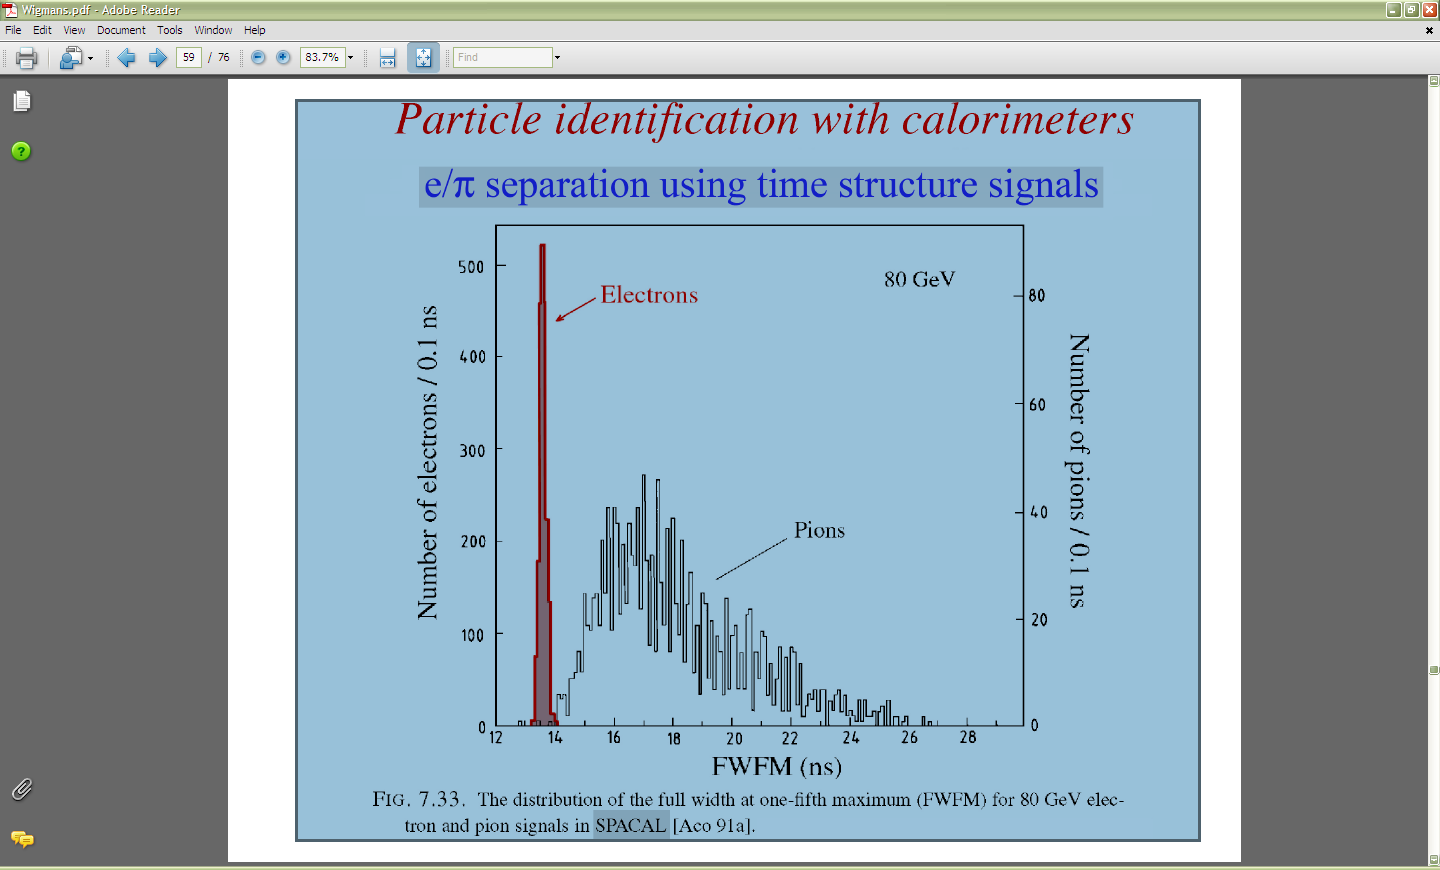 Wigmans.pdf - Adobe Reader
File Edit View Document Tools Window Help
59 / 76 83.7% Find
Particle identification with calorimeters
e/π separation using time structure signals
Number of electrons / 0.1 ns
500
400
300
200
100
0
Electrons
80 GeV
Pions
80
60
40
20
0
Number of pions / 0.1 ns
12 14 16 18 20 22 24 26 28
FWFM (ns)
FIG. 7.33. The distribution of the full width at one-fifth maximum (FWFM) for 80 GeV elec-
tron and pion signals in SPACAL [Aco 91a].